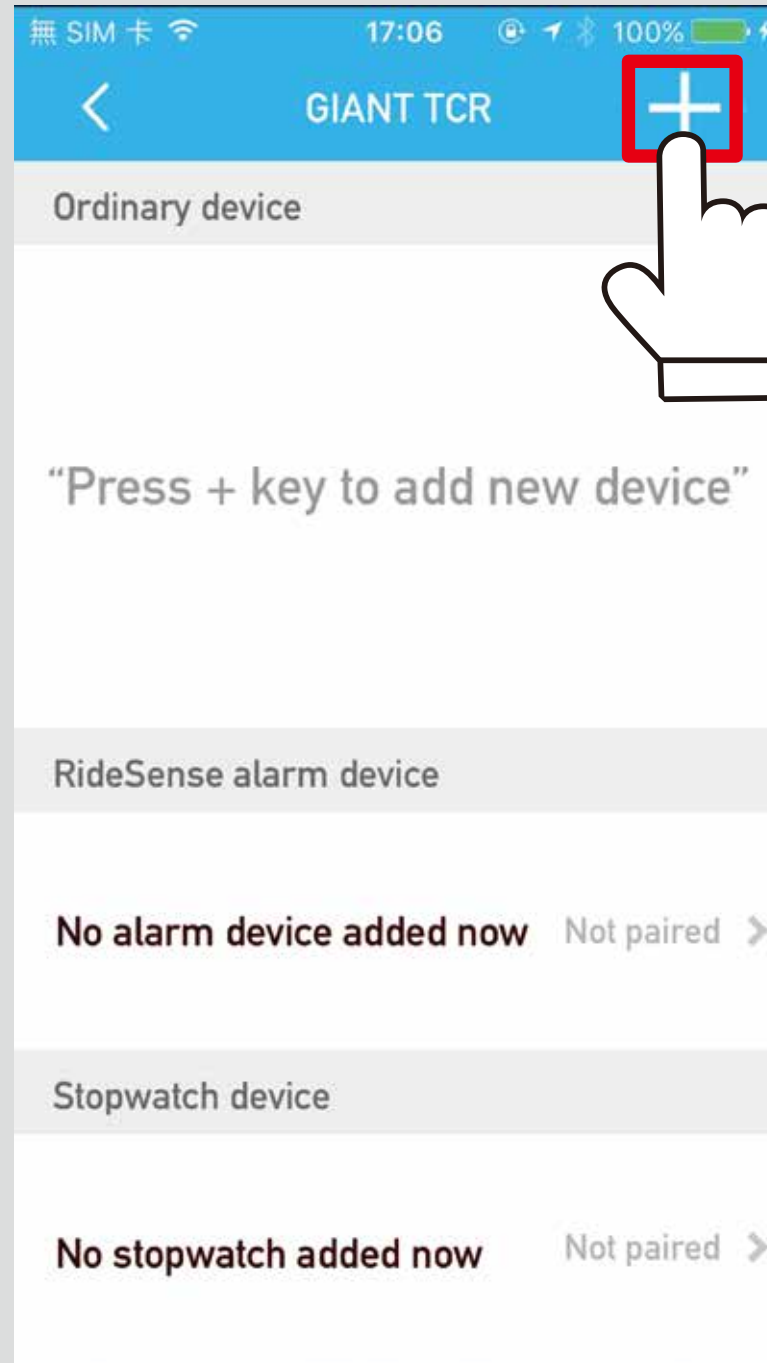 無 SIM 卡 17:06 100%
GIANT TCR
Ordinary device
“Press + key to add new device”
RideSense alarm device
No alarm device added now Not paired
Stopwatch device
No stopwatch added now Not paired